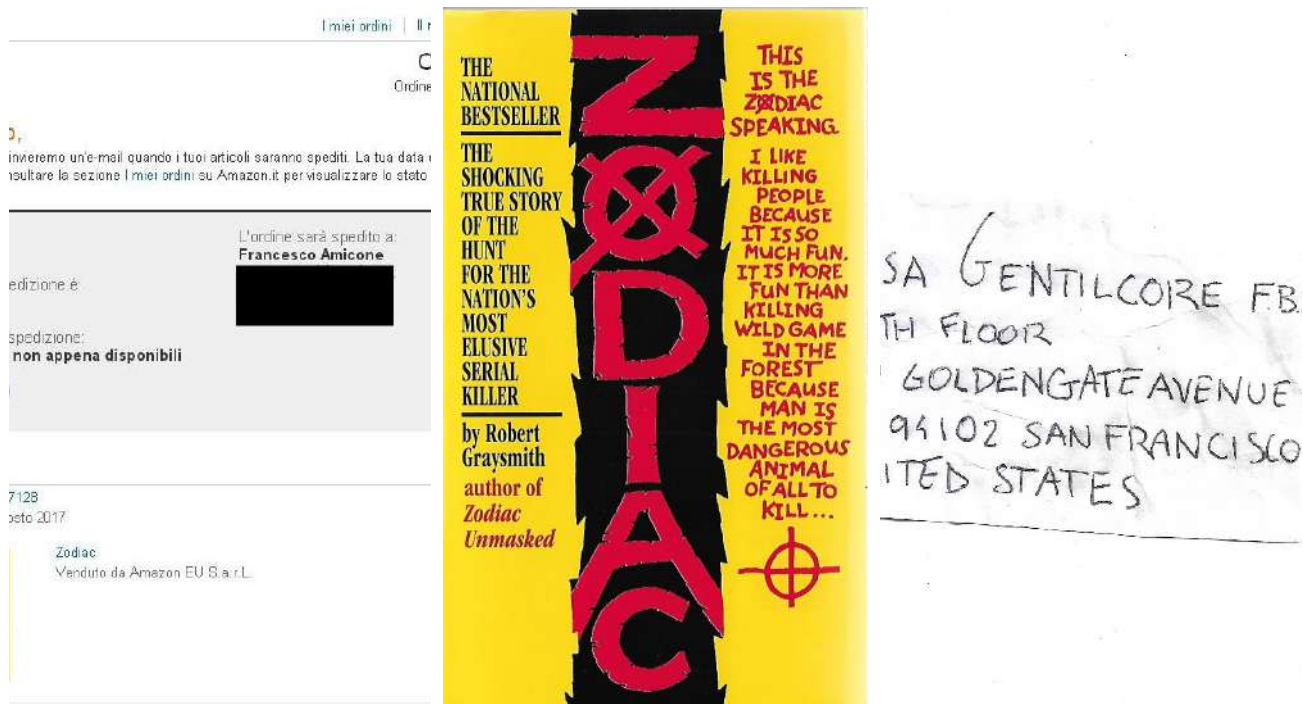 I miei ordini |
Ordine
invieremo un'e-mail quando i tuoi articoli saranno spediti. La tua data
nsultare la sezione I miei ordini su Amazon.it per visualizzare lo stato
L'ordine sarà spedito a:
Francesco Amicone
edizione è:
spedizione:
non appena disponibili
7128
osto 2017
Zodiac
Venduto da Amazon EU S.a.r.L.
THE
NATIONAL
BESTSELLER
THE
SHOCKING
TRUE STORY
OF THE
HUNT
FOR THE
NATION'S
MOST
ELUSIVE
SERIAL
KILLER
by Robert
Graysmith
author of
Zodiac
Unmasked
ZODIAC
THIS
IS THE
ZODIAC
SPEAKING
I LIKE
KILLING
PEOPLE
BECAUSE
IT IS SO
MUCH FUN.
IT IS MORE
FUN THAN
KILLING
WILD GAME
IN THE
FOREST
BECAUSE
MAN IS
THE MOST
DANGEROUS
ANIMAL
OF ALL TO
KILL...
SA GENTILCORE F.B.
TH FLOOR
GOLDENGATE AVENUE
94102 SAN FRANCISCO
ITED STATES